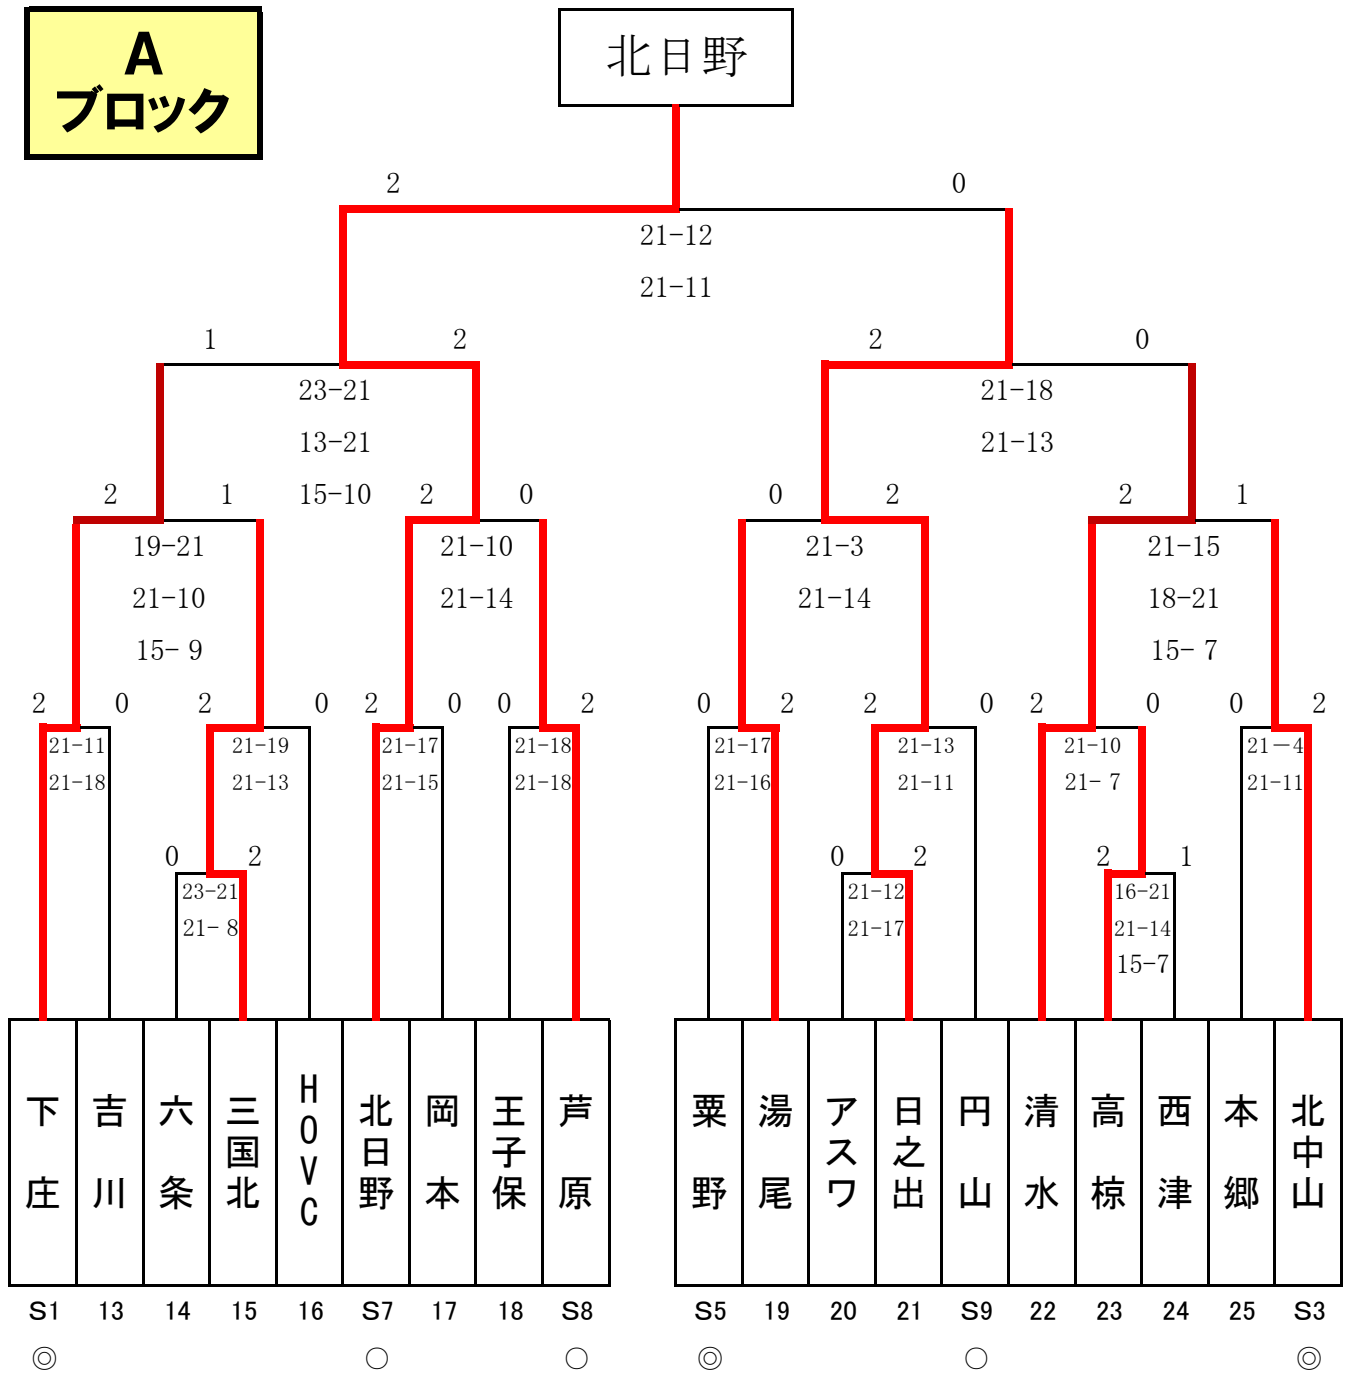 A
ブロック
北日野
2 0
21-12
21-11
1 2 2 0
23-21 21-18
13-21 21-13
15-10
2 1 2 0 0 2 2 1
19-21 21-10 21-3 21-15
21-10 21-14 21-14 18-21
15- 9 15- 7
2 0 2 0 2 0 0 2 0 2 2 0 2 0 0 2
21-11 21-19 21-17 21-18 21-17 21-13 21-10 21-4
21-18 21-13 21-15 21-18 21-16 21-11 21- 7 21-11
0 2 0 2 2 1
23-21 21-12 16-21
21- 8 21-17 21-14
15-7
下庄 吉川 六条 三国北 HOVC 北日野 岡本 王子保 芦原 粟野 湯尾 アスワ 日之出 円山 清水 高椋 西津 本郷 北中山
S1 13 14 15 16 S7 17 18 S8 S5 19 20 21 S9 22 23 24 25 S3
◎ ○ ○ ◎ ○ ◎